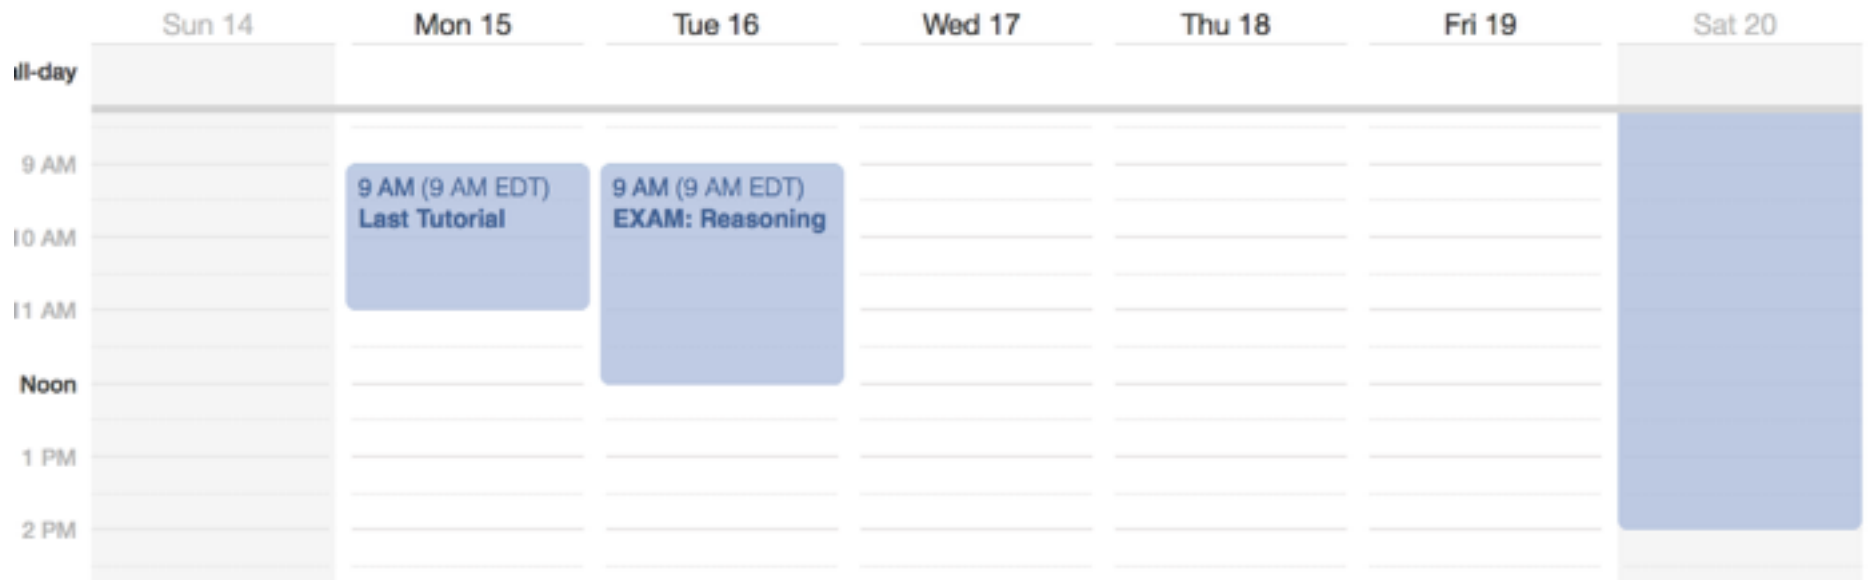 Sun 14 Mon 15 Tue 16 Wed 17 Thu 18 Fri 19 Sat 20
all-day
9 AM
9 AM (9 AM EDT) 9 AM (9 AM EDT)
Last Tutorial EXAM: Reasoning
10 AM
11 AM
Noon
1 PM
2 PM